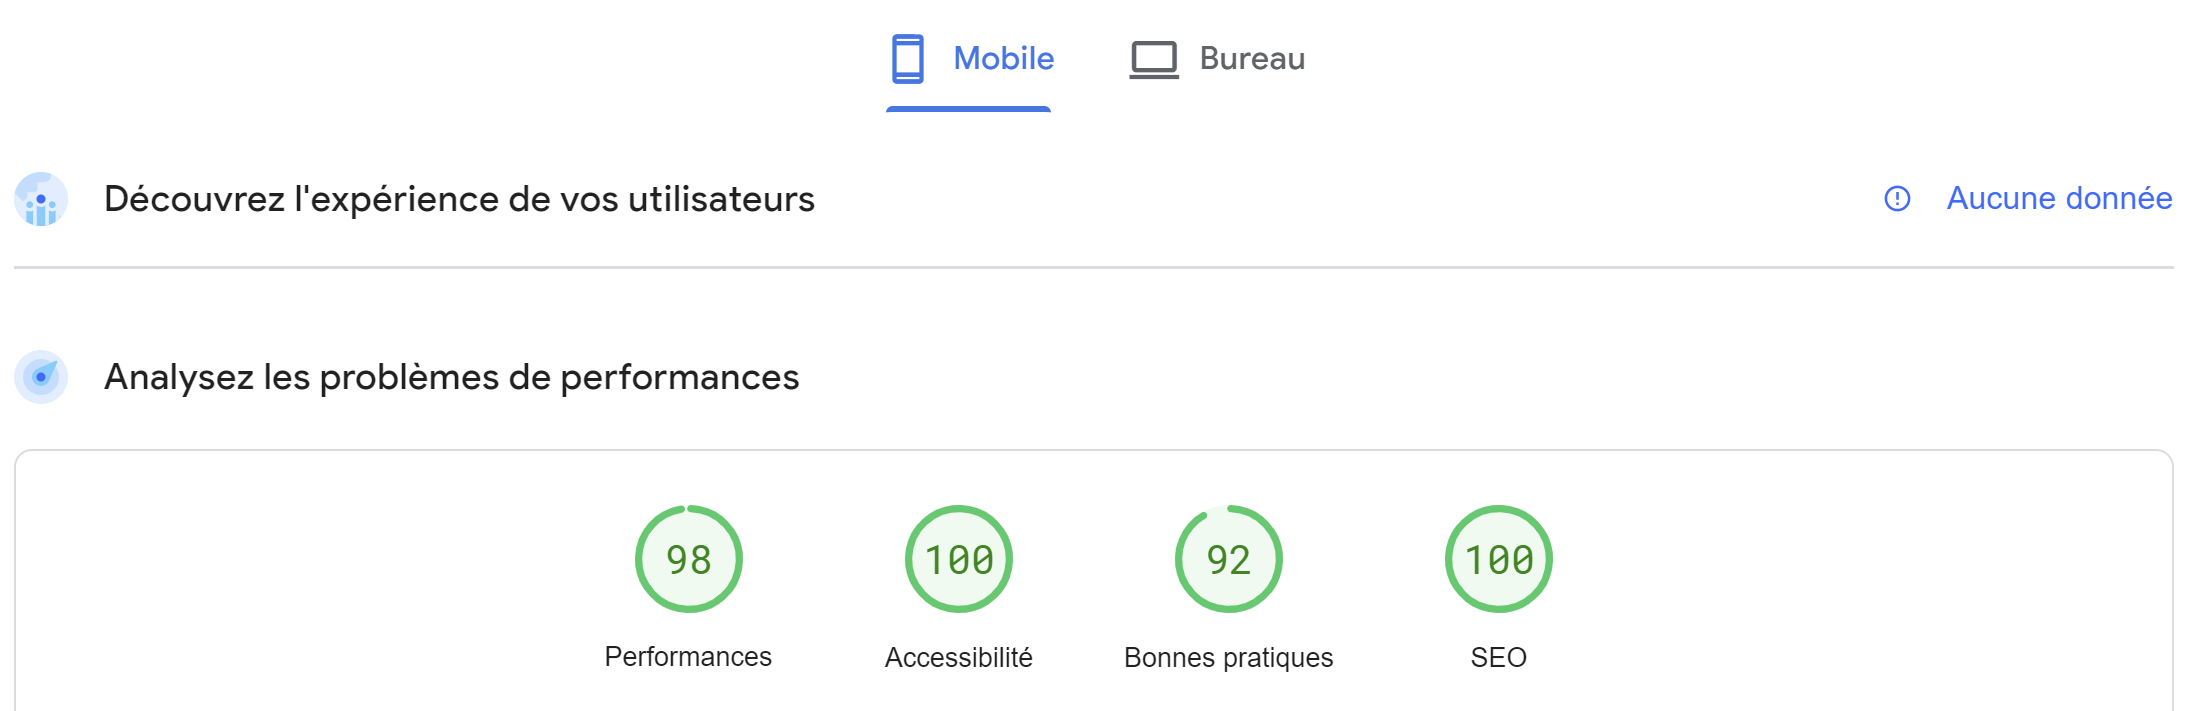 Mobile Bureau
Découvrez l'expérience de vos utilisateurs Aucune donnée
Analysez les problèmes de performances
98 100 92 100
Performances Accessibilité Bonnes pratiques SEO